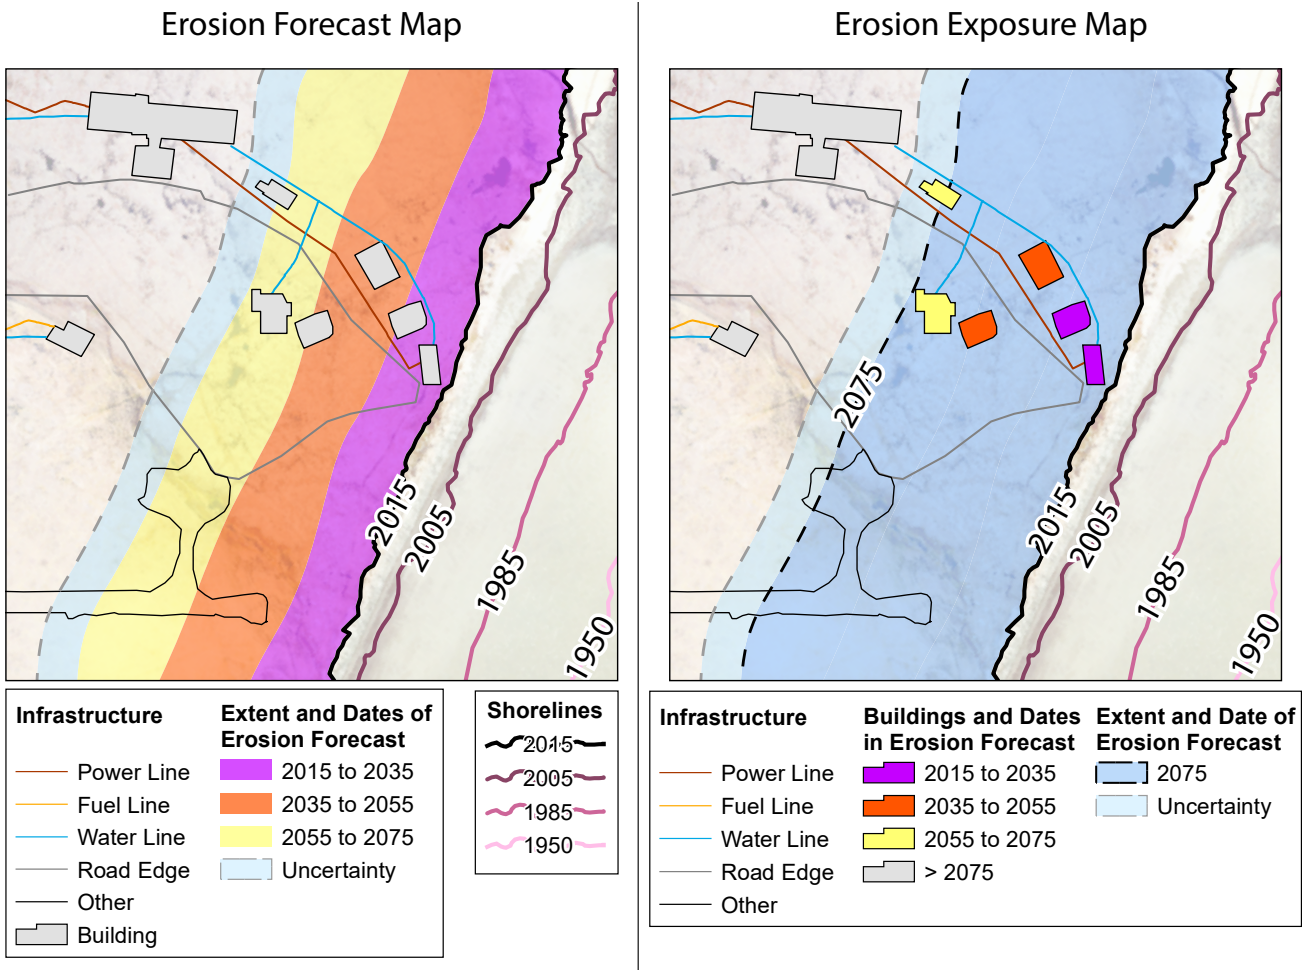 Erosion Forecast Map
2015
2005
1985
1950
Infrastructure
Power Line
Fuel Line
Water Line
Road Edge
Other
Building
Extent and Dates of
Erosion Forecast
2015 to 2035
2035 to 2055
2055 to 2075
Uncertainty
Shorelines
2015
2005
1985
1950
Erosion Exposure Map
2075
2015
2005
1985
1950
Infrastructure
Power Line
Fuel Line
Water Line
Road Edge
Other
Buildings and Dates
in Erosion Forecast
2015 to 2035
2035 to 2055
2055 to 2075
> 2075
Extent and Date of
Erosion Forecast
2075
Uncertainty